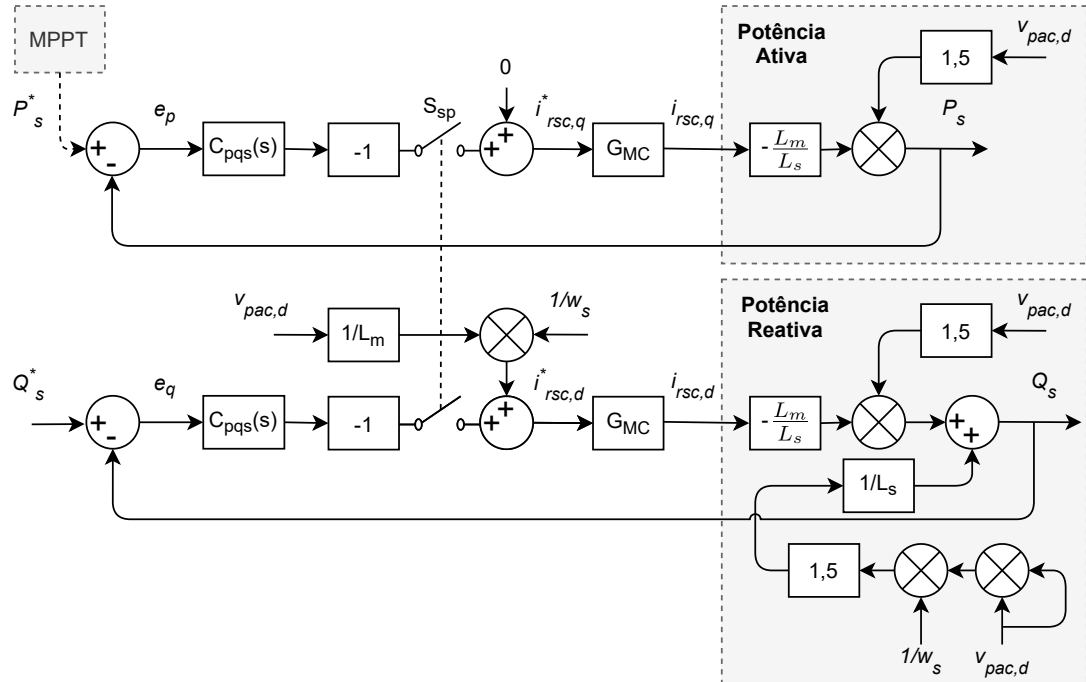 MPPT
P*s
+
-
e_p
C_pqs(s)
-1
S_sp
0
+
+
i*_rsc,q
G_MC
i_rsc,q
Potência
Ativa
- L_m
L_s
1,5
v_pac,d
P_s
v_pac,d
1/L_m
1/w_s
Q*_s
+
-
e_q
C_pqs(s)
-1
+
+
i*_rsc,d
G_MC
i_rsc,d
Potência
Reativa
- L_m
L_s
1,5
v_pac,d
+
+
Q_s
1/L_s
1,5
1/w_s
v_pac,d